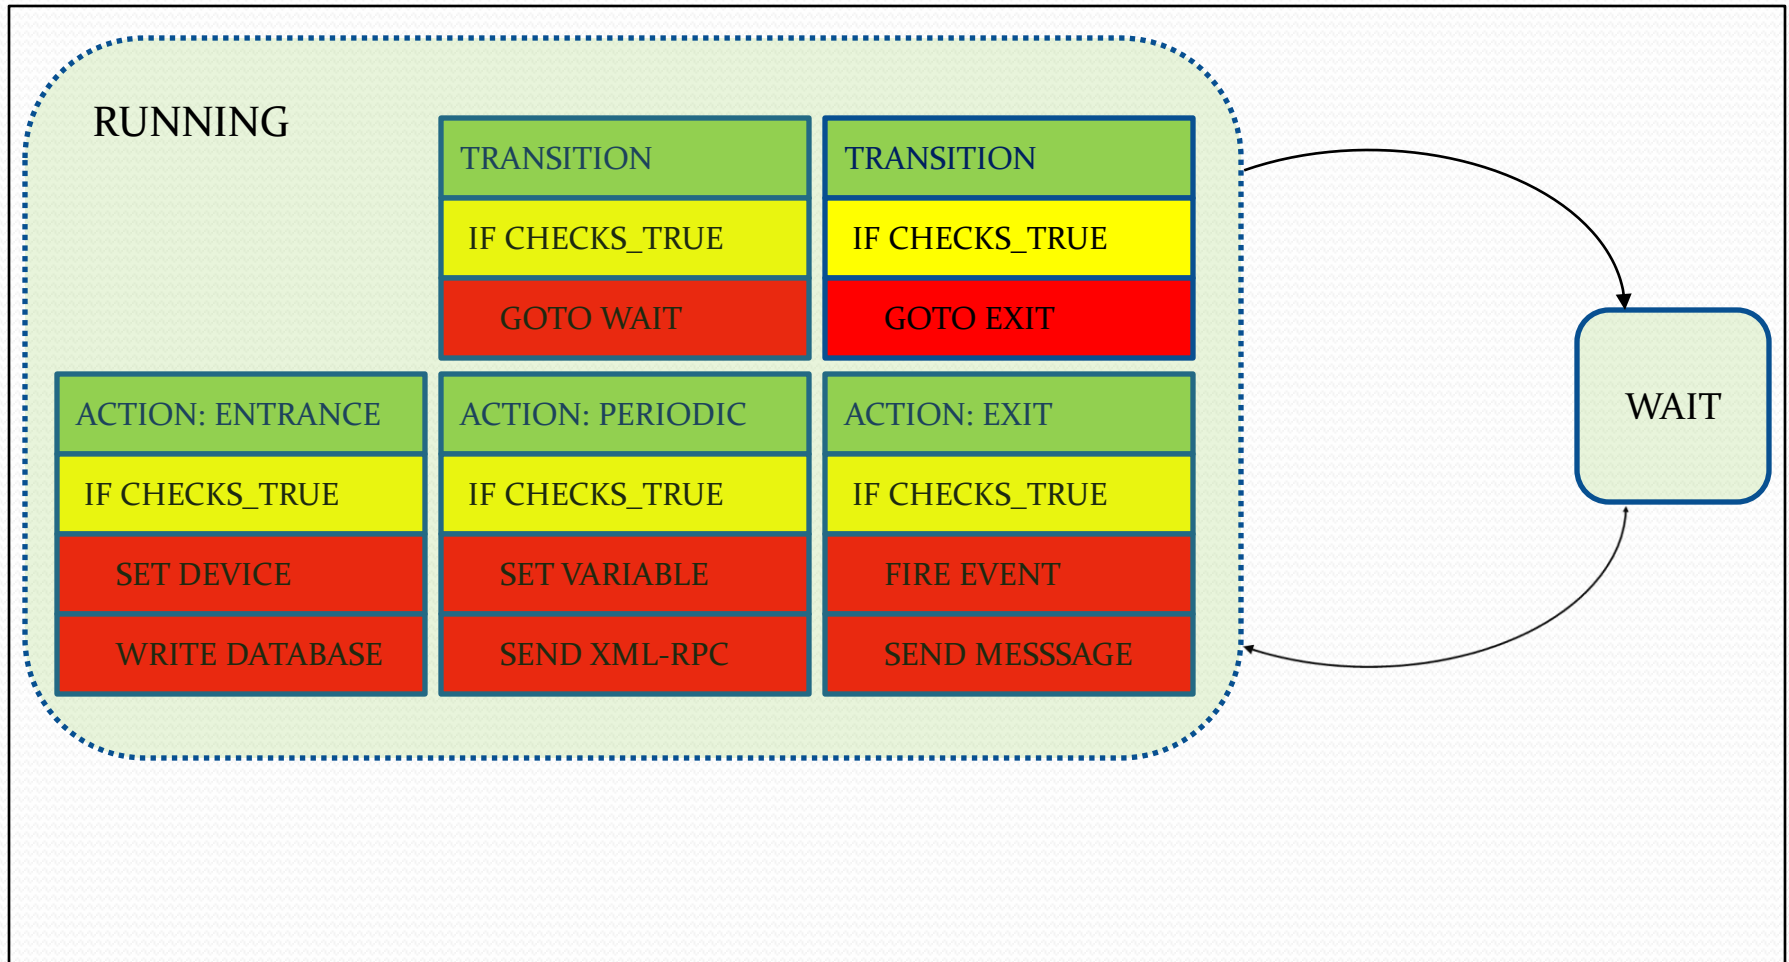 RUNNING
TRANSITION
IF CHECKS_TRUE
GOTO WAIT
TRANSITION
IF CHECKS_TRUE
GOTO EXIT
ACTION: ENTRANCE
IF CHECKS_TRUE
SET DEVICE
WRITE DATABASE
ACTION: PERIODIC
IF CHECKS_TRUE
SET VARIABLE
SEND XML-RPC
ACTION: EXIT
IF CHECKS_TRUE
FIRE EVENT
SEND MESSSAGE
WAIT